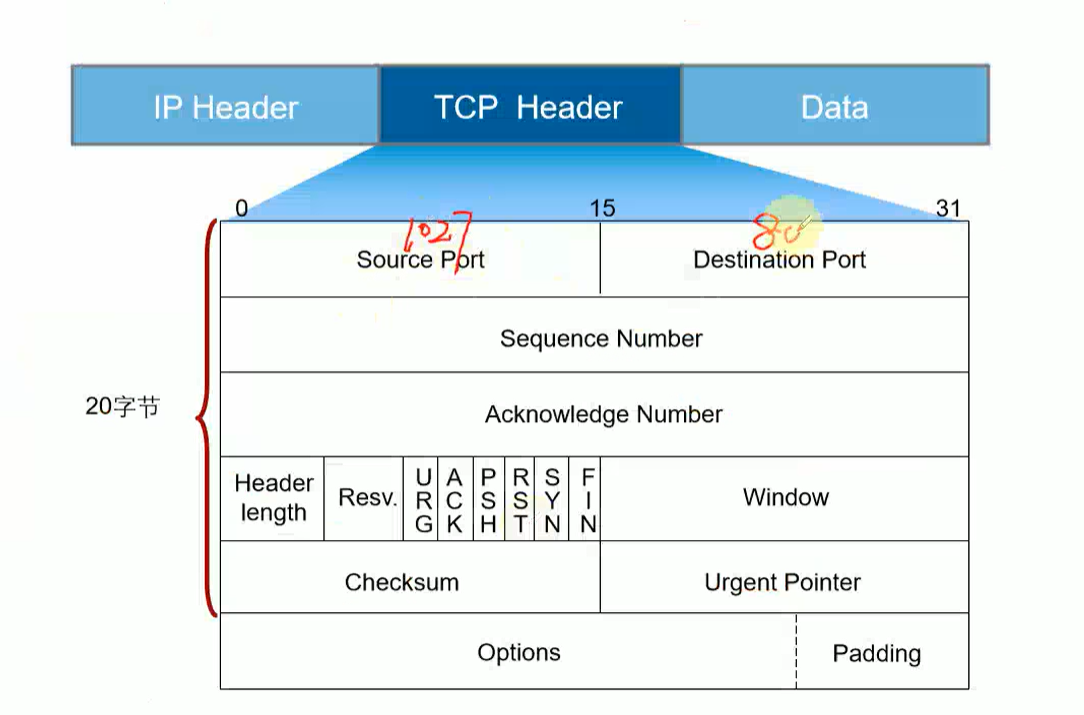 IP Header TCP Header Data
0 15 31
1027 80
Source Port Destination Port
Sequence Number
20字节
Acknowledge Number
Header length Resv. URG ACK PSH RST SYN FIN Window
Checksum Urgent Pointer
Options Padding